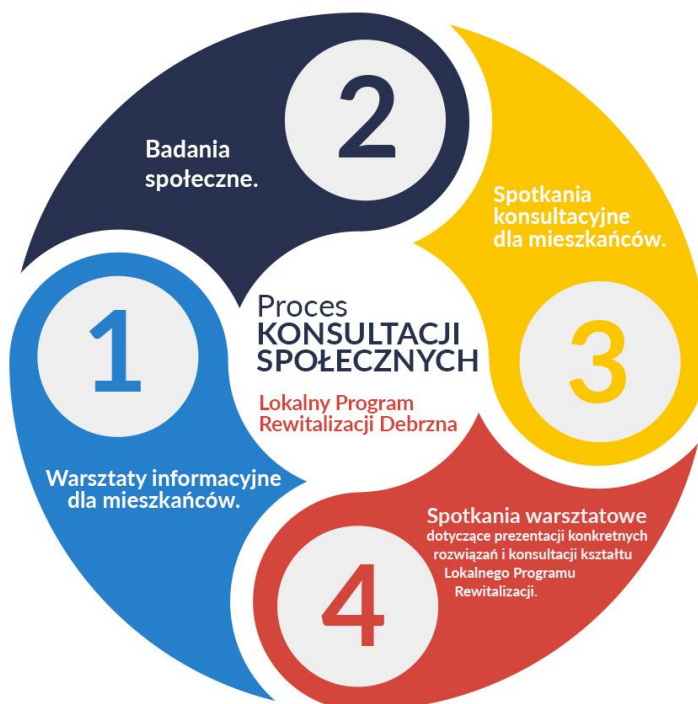 Proces
KONSULTACJI
SPOŁECZNYCH
Lokalny Program
Rewitalizacji Debrzna
1
Warsztaty informacyjne
dla mieszkańców.
2
Badania
społeczne.
3
Spotkania
konsultacyjne
dla mieszkańców.
4
Spotkania warsztatowe
dotyczące prezentacji konkretnych
rozwiązań i konsultacji kształtu
Lokalnego Programu
Rewitalizacji.